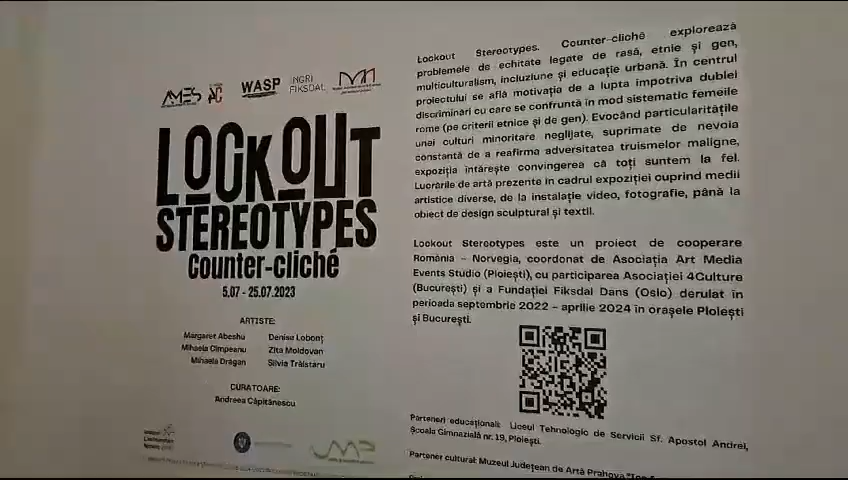 AMES
AC
WASP
INGRI
FIKSDAL
LOCKOUT
STEREOTYPES
Counter-cliché
5.07 - 25.07.2023
ARTISTE:
Margaret Abeshu
Mihaela Cîmpeanu
Mihaela Drăgan
Denisa Lobonț
Zita Moldovan
Silvia Trăistaru
CURATOARE:
Andreea Căpitănescu
Lockout Stereotypes. Counter-cliché explorează
problemele de echitate legate de rasă, etnie și gen,
multiculturalism, incluziune și educație urbană. În centrul
proiectului se află motivația de a lupta împotriva dublei
discriminări cu care se confruntă în mod sistematic femeile
rome (pe criterii etnice și de gen). Evocând particularitățile
unei culturi minoritare neglijate, suprimate de nevoia
constantă de a reafirma adversitatea truismelor maligne,
expoziția întărește convingerea că toți suntem la fel.
Lucrările de artă prezente în cadrul expoziției cuprind medii
artistice diverse, de la instalație video, fotografie, până la
obiect de design sculptural și textil.
Lockout Stereotypes este un proiect de cooperare
România – Norvegia, coordonat de Asociația Art Media
Events Studio (Ploiești), cu participarea Asociației 4Culture
(București) și a Fundației Fiksdal Dans (Oslo) derulat în
perioada septembrie 2022 – aprilie 2024 în orașele Ploiești
și București.
Parteneri educaționali: Liceul Tehnologic de Servicii Sf. Apostol Andrei,
Școala Gimnazială nr. 19, Ploiești.
Partener cultural: Muzeul Județean de Artă Prahova